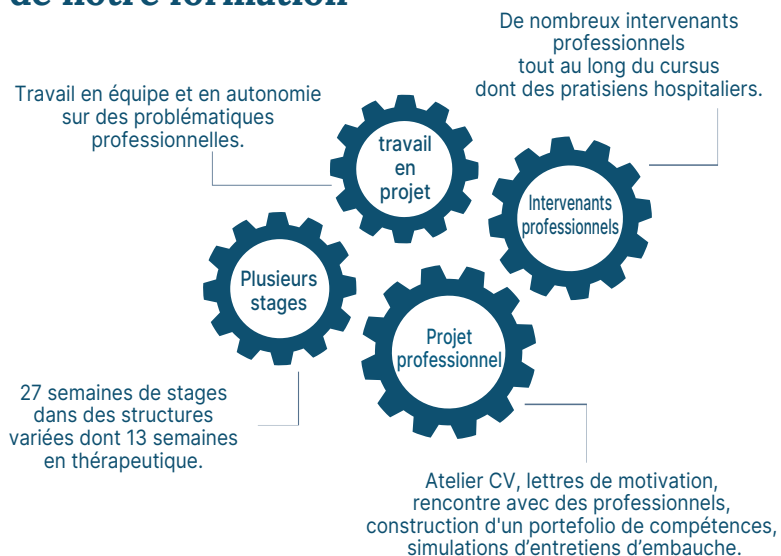 de notre formation
De nombreux intervenants
professionnels
tout au long du cursus
dont des pratisiens hospitaliers.
Travail en équipe et en autonomie
sur des problématiques
professionnelles.
travail
en
projet
Intervenants
professionnels
Plusieurs
stages
Projet
professionnel
27 semaines de stages
dans des structures
variées dont 13 semaines
en thérapeutique.
Atelier CV, lettres de motivation,
rencontre avec des professionnels,
construction d'un portefolio de compétences,
simulations d’entretiens d’embauche.